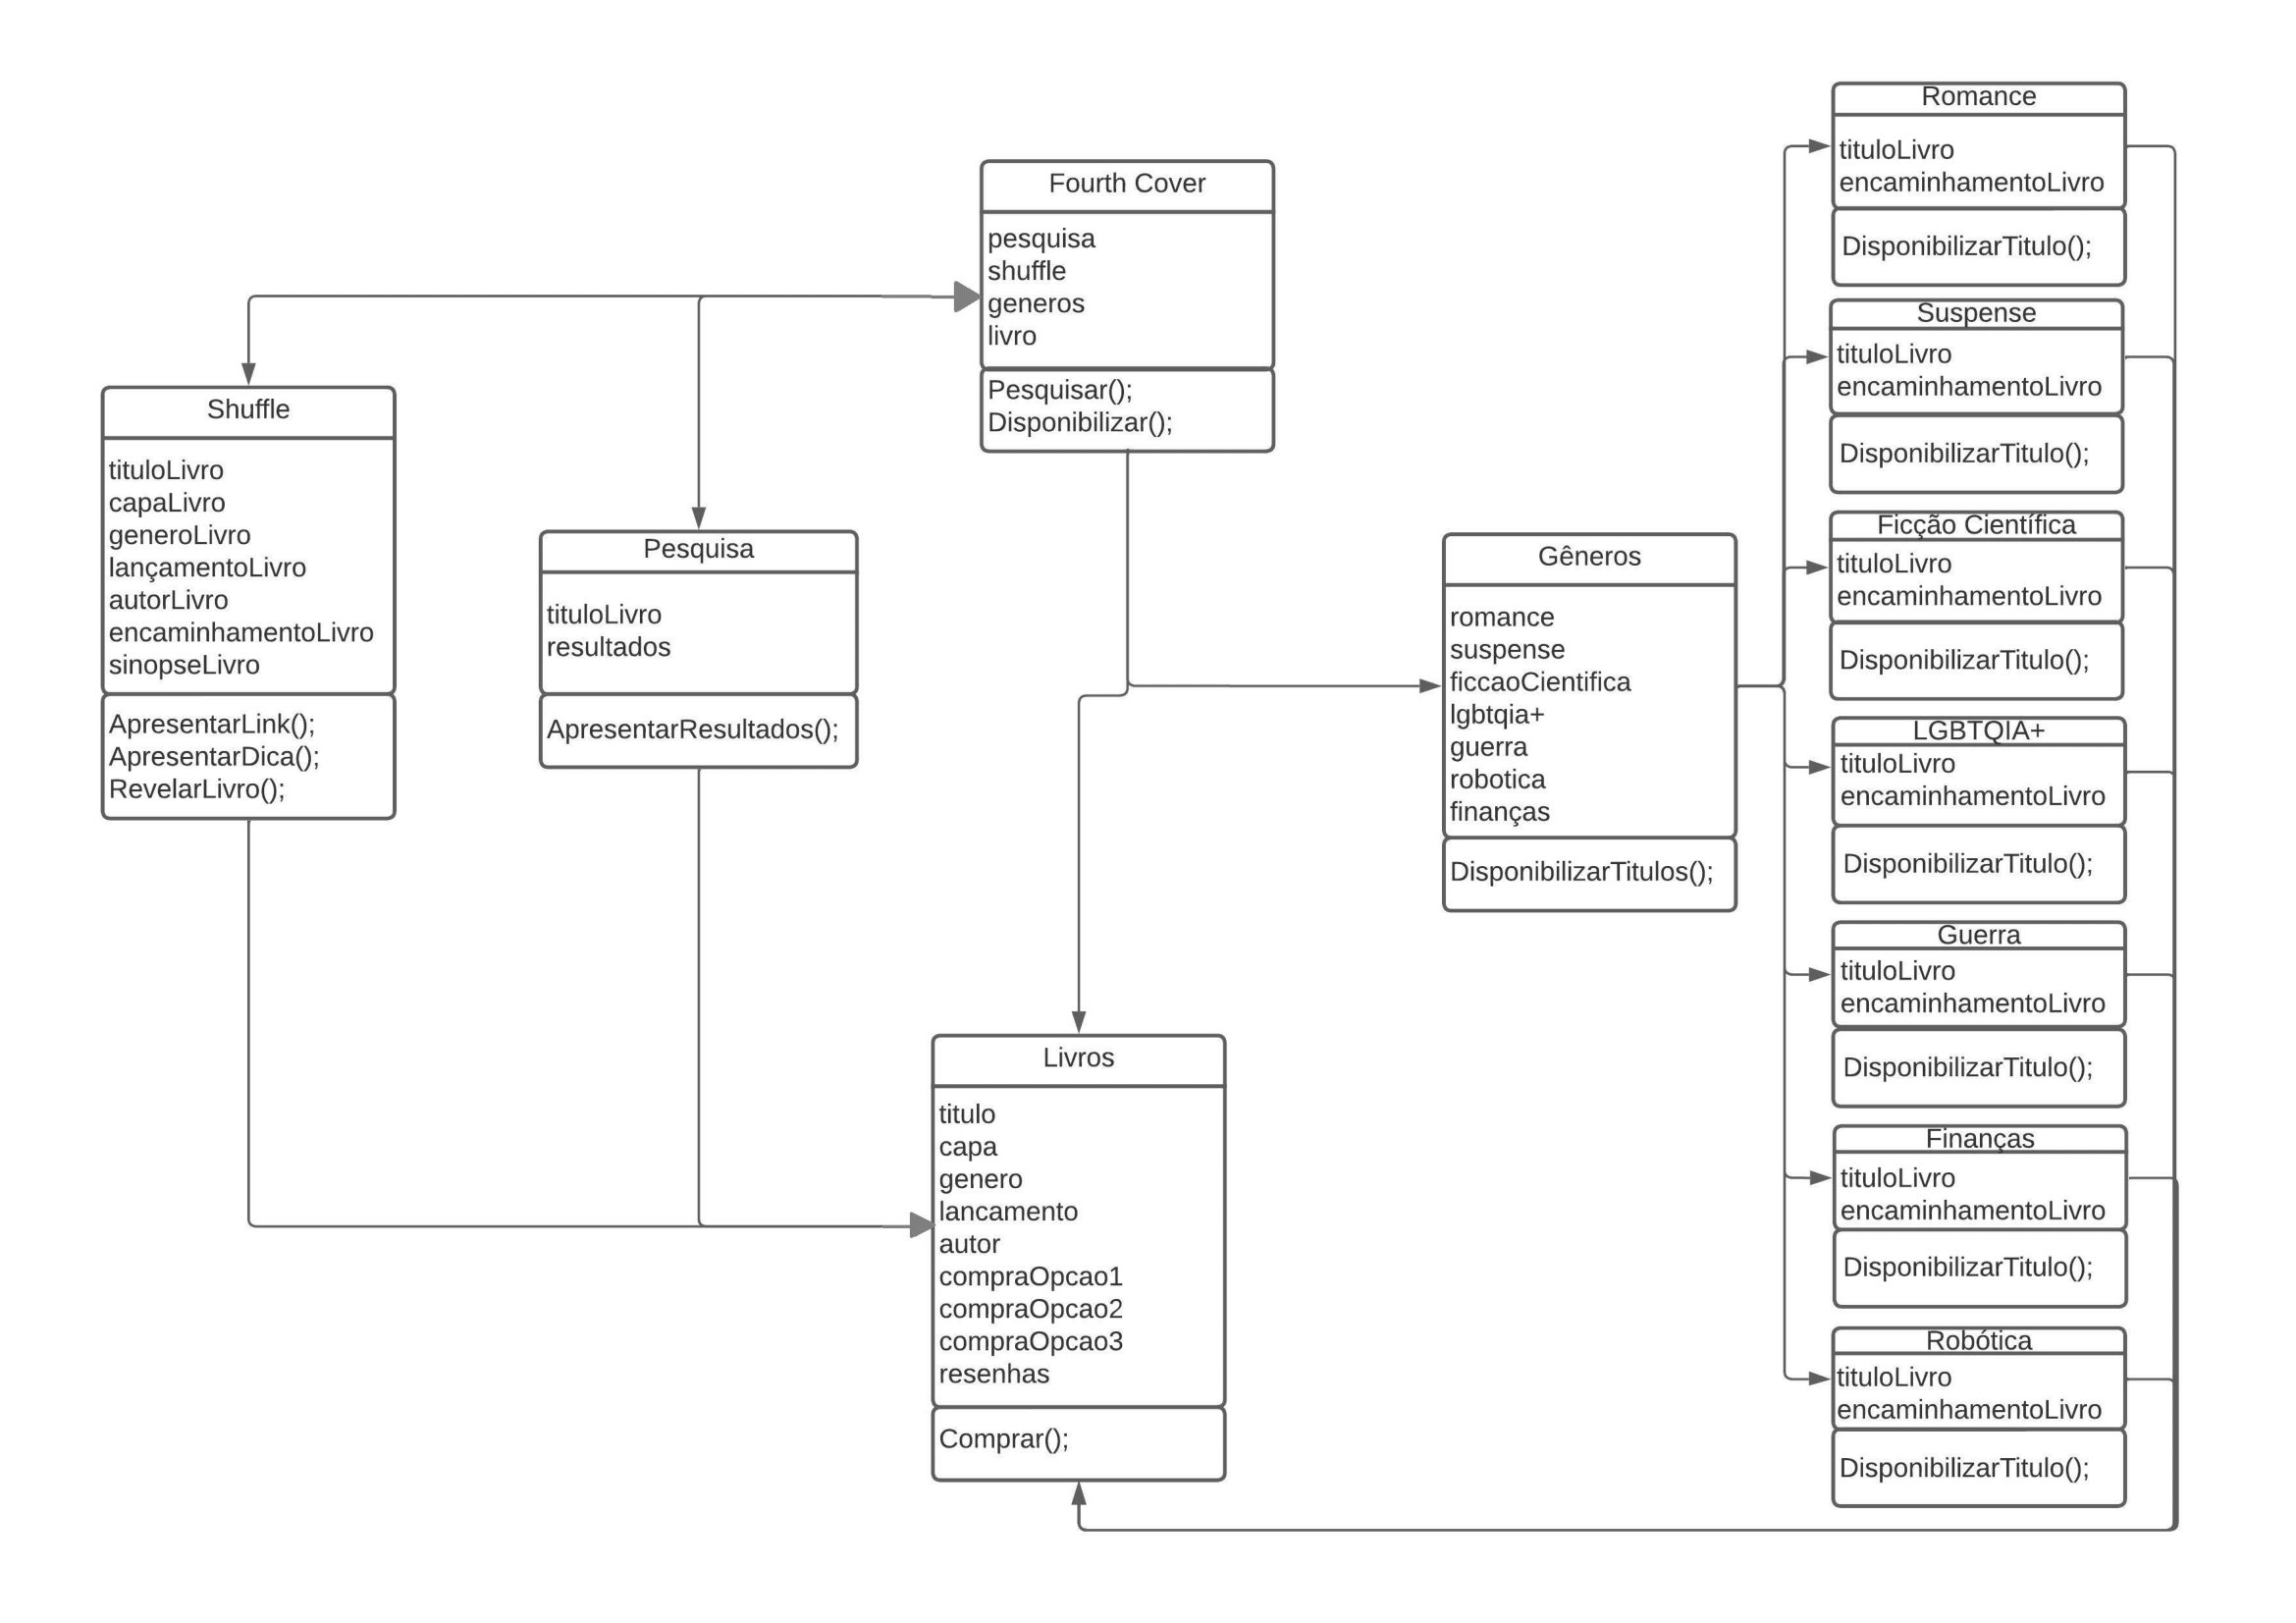 Fourth Cover
pesquisa
shuffle
generos
livro
Pesquisar();
Disponibilizar();
Shuffle
tituloLivro
capaLivro
generoLivro
lançamentoLivro
autorLivro
encaminhamentoLivro
sinopseLivro
ApresentarLink();
ApresentarDica();
RevelarLivro();
Pesquisa
tituloLivro
resultados
ApresentarResultados();
Livros
titulo
capa
genero
lancamento
autor
compraOpcao1
compraOpcao2
compraOpcao3
resenhas
Comprar();
Gêneros
romance
suspense
ficcaoCientifica
lgbtqia+
guerra
robotica
finanças
DisponibilizarTitulos();
Romance
tituloLivro
encaminhamentoLivro
DisponibilizarTitulo();
Suspense
tituloLivro
encaminhamentoLivro
DisponibilizarTitulo();
Ficção Científica
tituloLivro
encaminhamentoLivro
DisponibilizarTitulo();
LGBTQIA+
tituloLivro
encaminhamentoLivro
DisponibilizarTitulo();
Guerra
tituloLivro
encaminhamentoLivro
DisponibilizarTitulo();
Finanças
tituloLivro
encaminhamentoLivro
DisponibilizarTitulo();
Robótica
tituloLivro
encaminhamentoLivro
DisponibilizarTitulo();